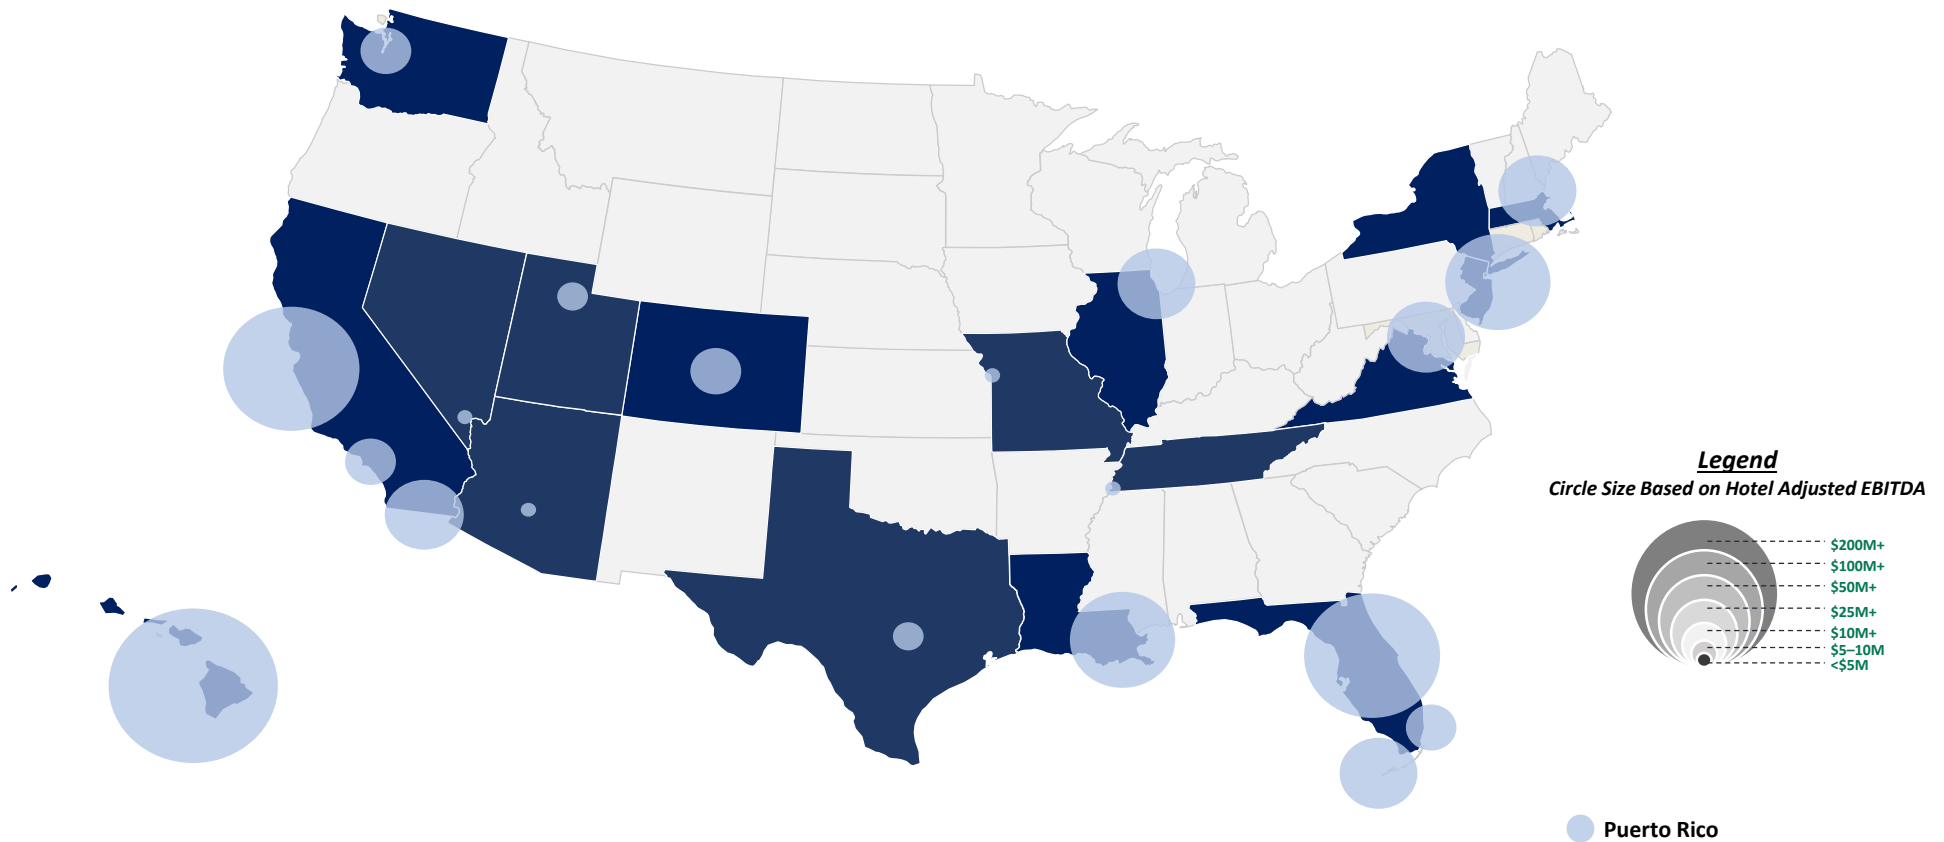 Legend
Circle Size Based on Hotel Adjusted EBITDA
$200M+
$100M+
$50M+
$25M+
$10M+
$5–10M
<$5M
Puerto Rico